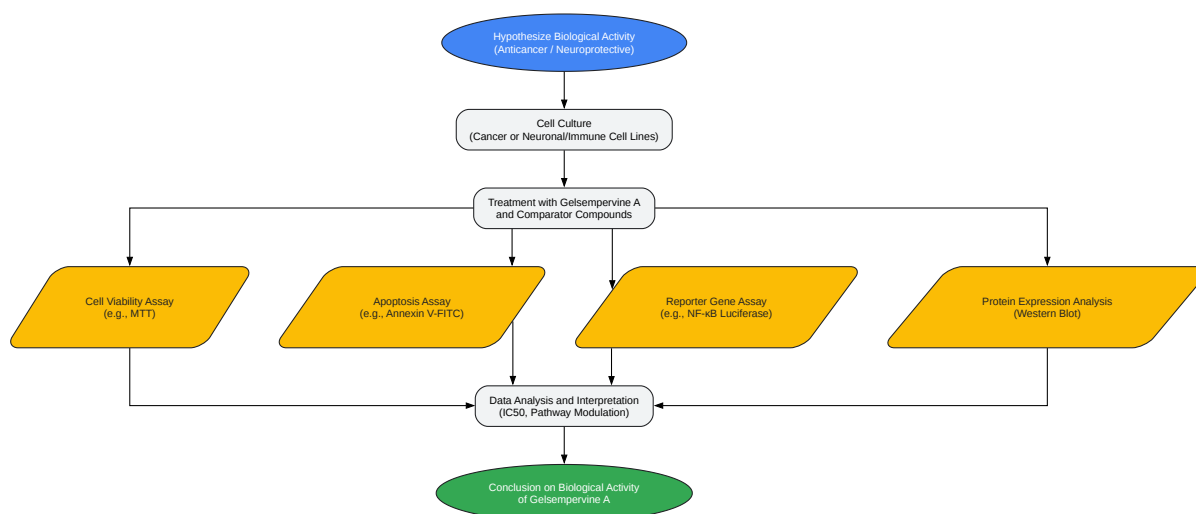 Hypothesize Biological Activity
(Anticancer / Neuroprotective)
Cell Culture
(Cancer or Neuronal/Immune Cell Lines)
Treatment with Gelsempervine A
and Comparator Compounds
Cell Viability Assay
(e.g., MTT)
Apoptosis Assay
(e.g., Annexin V-FITC)
Reporter Gene Assay
(e.g., NF-κB Luciferase)
Protein Expression Analysis
(Western Blot)
Data Analysis and Interpretation
(IC50, Pathway Modulation)
Conclusion on Biological Activity
of Gelsempervine A